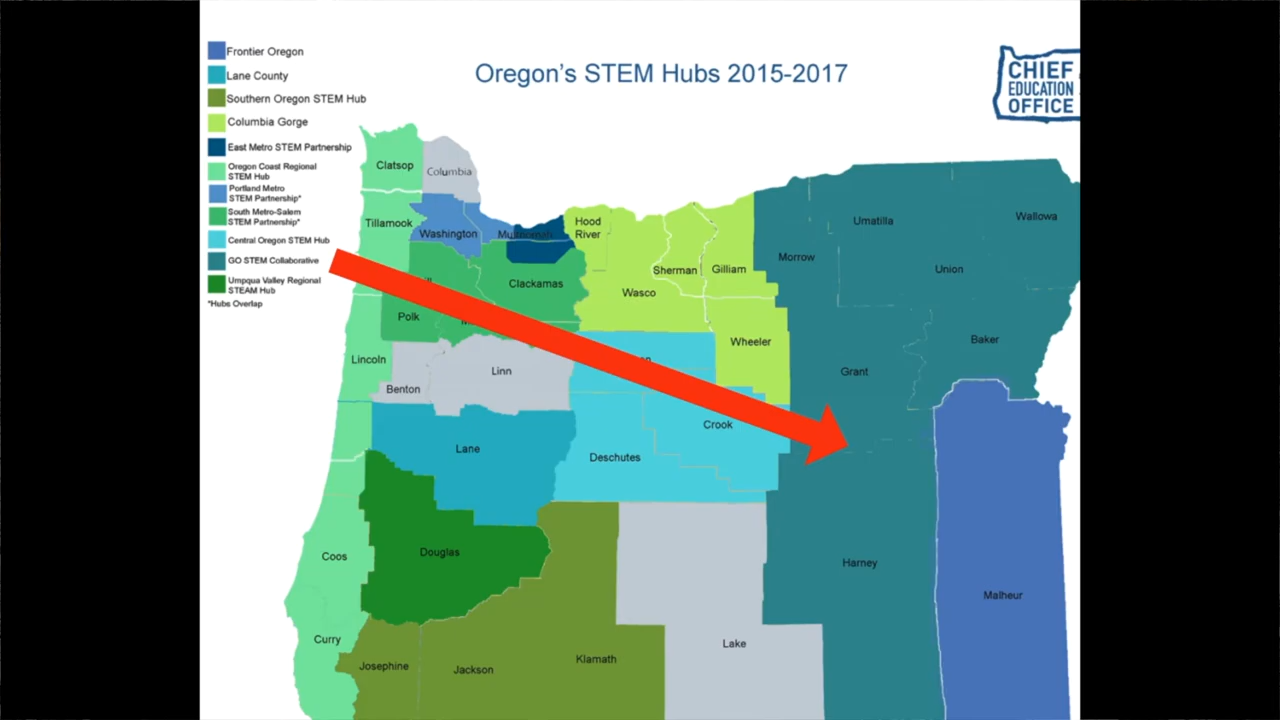 Oregon's STEM Hubs 2015-2017
CHIEF
EDUCATION
OFFICE
Frontier Oregon
Lane County
Southern Oregon STEM Hub
Columbia Gorge
East Metro STEM Partnership
Oregon Coast Regional
STEM Hub
Portland Metro
STEM Partnership*
South Metro-Salem
STEM Partnership*
Central Oregon STEM Hub
GO STEM Collaborative
Umpqua Valley Regional
STEAM Hub
*Hubs Overlap
Clatsop
Columbia
Tillamook
Washington
Multnomah
Hood
River
Sherman
Gilliam
Wasco
Morrow
Umatilla
Wallowa
Union
Clackamas
Polk
Wheeler
Baker
Lincoln
Benton
Linn
Grant
Lane
Deschutes
Crook
Coos
Douglas
Harney
Malheur
Curry
Josephine
Jackson
Klamath
Lake